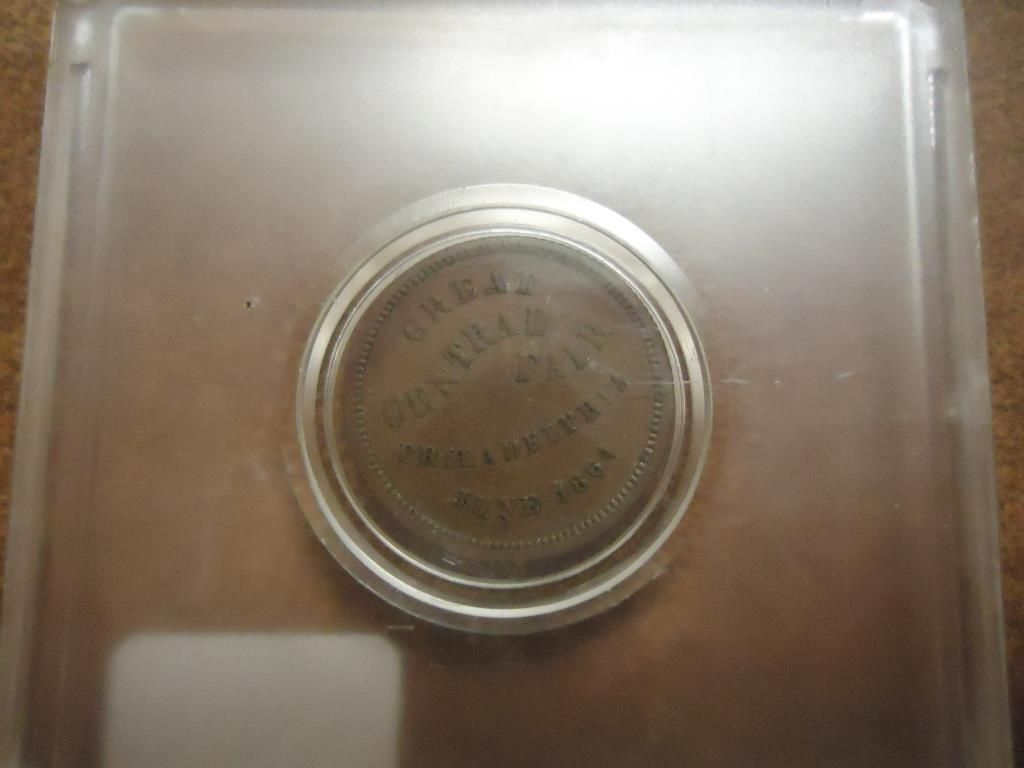 GREAT
CENTRAL
FAIR
PHILADELPHIA
JUNE 1864